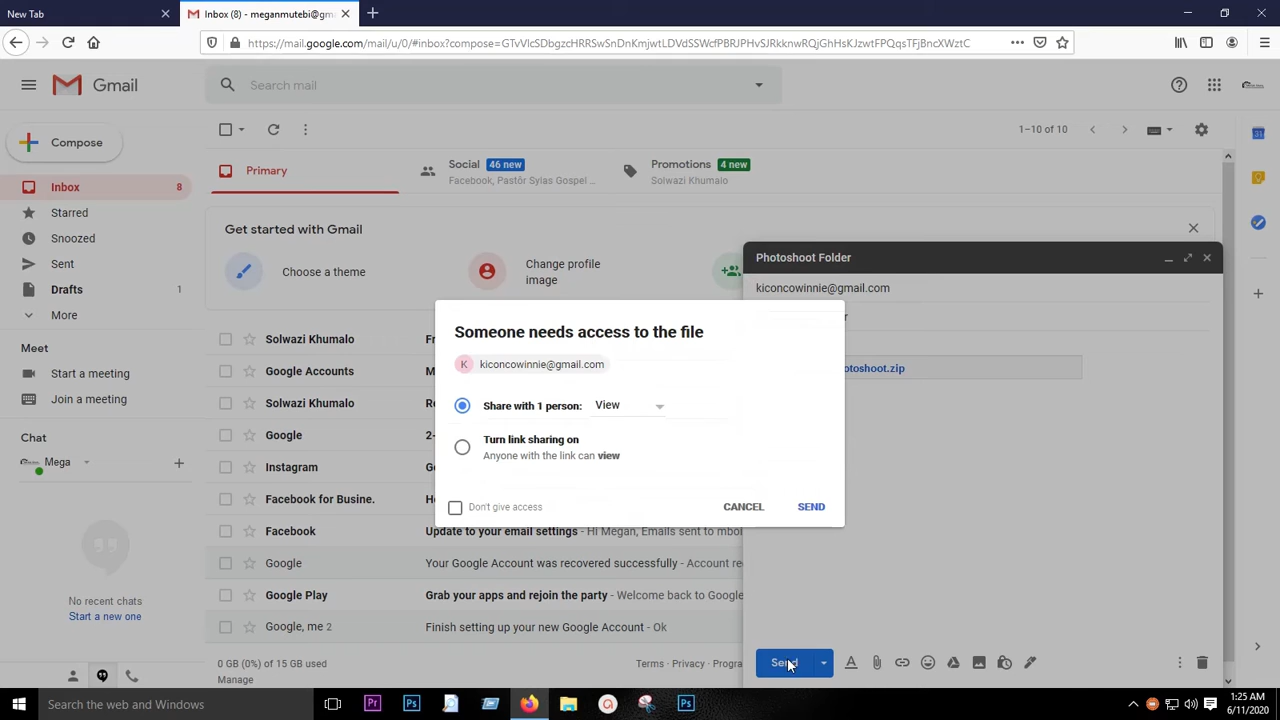 New Tab
Inbox (8) - meganmutebi@gm
https://mail.google.com/mail/u/0/#inbox?compose=GTvVlcSDbgzcHRRSwSnDnKmjwtLDVdSSWcfPBRJPHvSJRkknwRQjGhHsKJzwtFPQqsTFjBncXWztC
Gmail
Search mail
Compose
1–10 of 10
Inbox 8
Starred
Snoozed
Sent
Drafts 1
More
Meet
Start a meeting
Join a meeting
Chat
Mega
No recent chats
Start a new one
Primary
Social 46 new
Facebook, Pastôr Sylas Gospel ...
Promotions 4 new
Solwazi Khumalo
Get started with Gmail
Choose a theme
Change profile
image
Solwazi Khumalo
Google Accounts
Solwazi Khumalo
Google
Instagram
Facebook for Busine.
Facebook Update to your email settings - Hi Megan, Emails sent to mbo
Google Your Google Account was recovered successfully - Account re
Google Play Grab your apps and rejoin the party - Welcome back to Google
Google, me 2 Finish setting up your new Google Account - Ok
0 GB (0%) of 15 GB used
Manage
Terms · Privacy · Progra
Photoshoot Folder
kiconcowinnie@gmail.com
otoshoot.zip
Send
Someone needs access to the file
K kiconcowinnie@gmail.com
Share with 1 person: View
Turn link sharing on
Anyone with the link can view
Don't give access
CANCEL SEND
Search the web and Windows
Pr
Ps
Ps
1:25 AM
6/11/2020